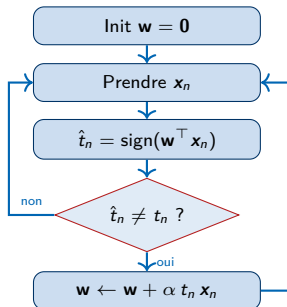 Init w = 0
Prendre xₙ
t̂ₙ = sign(w⊤xₙ)
t̂ₙ ≠ tₙ ?
non
oui
w ← w + α tₙ xₙ